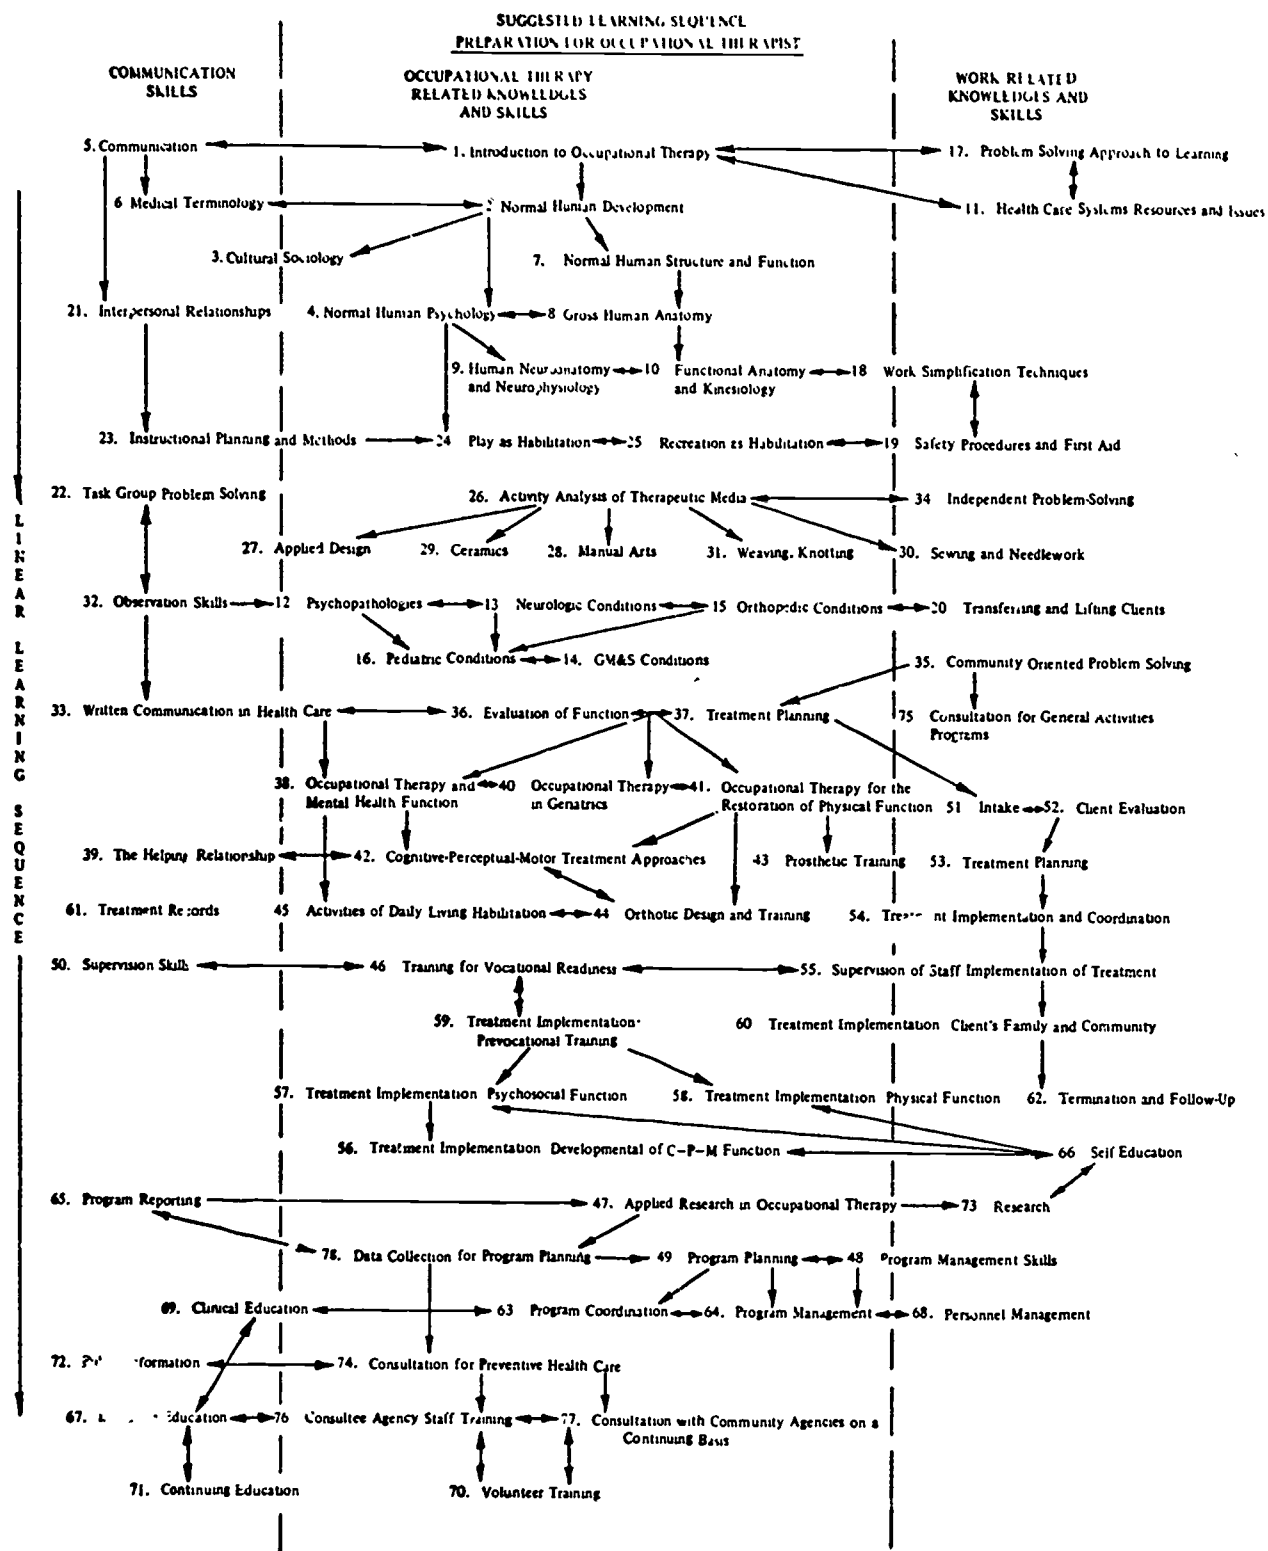 SUGGESTED LEARNING SEQUENCE
PREPARATION FOR OCCUPATIONAL THERAPIST
COMMUNICATION
SKILLS
OCCUPATIONAL THERAPY
RELATED KNOWLEDGES
AND SKILLS
WORK RELATED
KNOWLEDGES AND
SKILLS
5. Communication
1. Introduction to Occupational Therapy
17. Problem Solving Approach to Learning
6 Medical Terminology
2 Normal Human Development
11. Health Care Systems Resources and Issues
3. Cultural Sociology
7. Normal Human Structure and Function
21. Interpersonal Relationships
4. Normal Human Psychology
8 Gross Human Anatomy
9. Human Neuroanatomy
and Neurophysiology
10 Functional Anatomy
and Kinesiology
18 Work Simplification Techniques
23. Instructional Planning and Methods
24 Play as Habilitation
25 Recreation as Habilitation
19 Safety Procedures and First Aid
22. Task Group Problem Solving
26. Activity Analysis of Therapeutic Media
34 Independent Problem-Solving
27. Applied Design
29. Ceramics
28. Manual Arts
31. Weaving, Knotting
30. Sewing and Needlework
32. Observation Skills
12 Psychopathologies
13 Neurologic Conditions
15 Orthopedic Conditions
20 Transferring and Lifting Clients
16. Pediatric Conditions
14. GM&S Conditions
35. Community Oriented Problem Solving
33. Written Communication in Health Care
36. Evaluation of Function
37. Treatment Planning
75 Consultation for General Activities
Programs
38. Occupational Therapy and
Mental Health Function
40 Occupational Therapy
in Geriatrics
41. Occupational Therapy for the
Restoration of Physical Function
51 Intake
52. Client Evaluation
39. The Helping Relationship
42. Cognitive-Perceptual-Motor Treatment Approaches
43 Prosthetic Training
53. Treatment Planning
61. Treatment Records
45 Activities of Daily Living Habilitation
44 Orthotic Design and Training
54. Implementation and Coordination
50. Supervision Skills
46 Training for Vocational Readiness
55. Supervision of Staff Implementation of Treatment
59. Treatment Implementation-
Prevocational Training
60 Treatment Implementation Client's Family and Community
57. Treatment Implementation Psychosocial Function
58. Treatment Implementation Physical Function
62. Termination and Follow-Up
56. Treatment Implementation Developmental of C-P-M Function
66 Self Education
65. Program Reporting
47. Applied Research in Occupational Therapy
73 Research
78. Data Collection for Program Planning
49 Program Planning
48 Program Management Skills
69. Clinical Education
63 Program Coordination
64. Program Management
68. Personnel Management
72.
74. Consultation for Preventive Health Care
67. Education
76 Consultee Agency Staff Training
77. Consultation with Community Agencies on a
Continuing Basis
71. Continuing Education
70. Volunteer Training
LINEAR LEARNING SEQUENCE